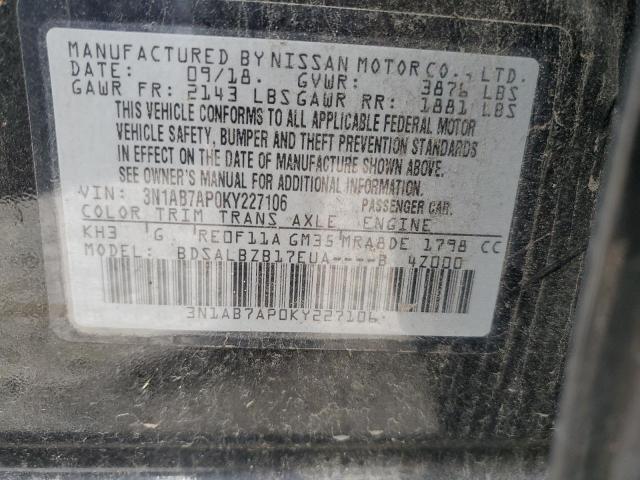 MANUFACTURED BY NISSAN MOTOR CO., LTD.
DATE: 09/18. GVWR: 3876 LBS
GAWR FR: 2143 LBS GAWR RR: 1881 LBS
THIS VEHICLE CONFORMS TO ALL APPLICABLE FEDERAL MOTOR
VEHICLE SAFETY, BUMPER AND THEFT PREVENTION STANDARDS
IN EFFECT ON THE DATE OF MANUFACTURE SHOWN ABOVE.
SEE OWNER'S MANUAL FOR ADDITIONAL INFORMATION
VIN: 3N1AB7AP0KY227106 PASSENGER CAR.
COLOR TRIM TRANS AXLE ENGINE
KH3 G RE0F11A GM35 MRA8DE 1798 CC
MODEL: BDSALBZB17EUA----B 4Z000
3N1AB7AP0KY227106